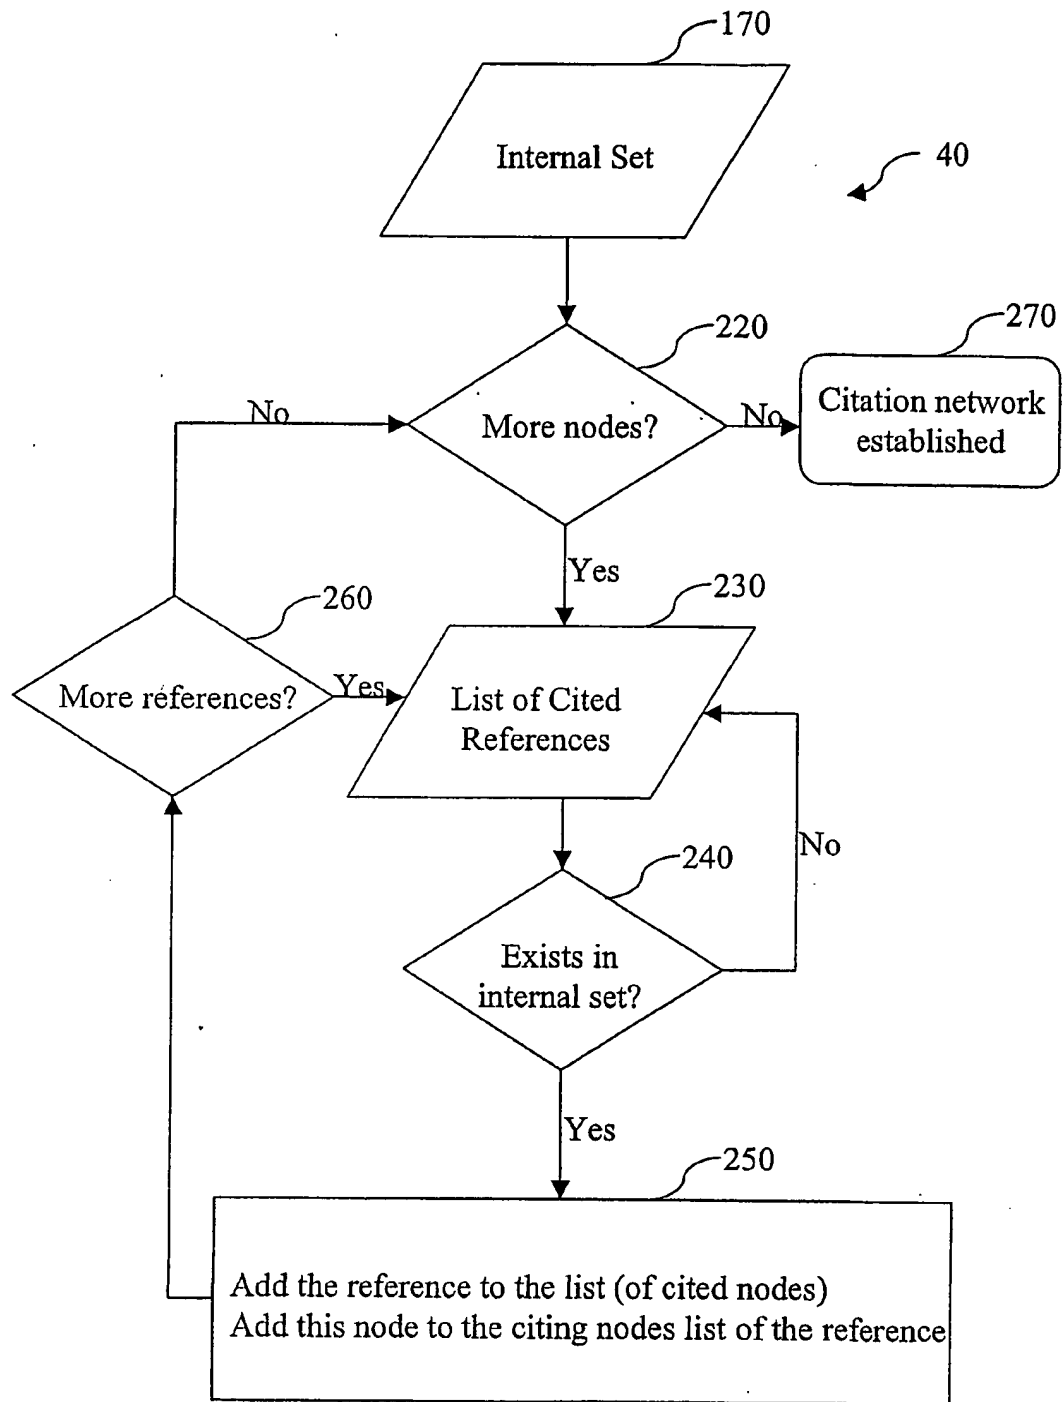 170
Internal Set
40
220
270
No
More nodes?
No
Citation network
established
Yes
260
230
More references?
Yes
List of Cited
References
No
240
Exists in
internal set?
Yes
250
Add the reference to the list (of cited nodes)
Add this node to the citing nodes list of the reference